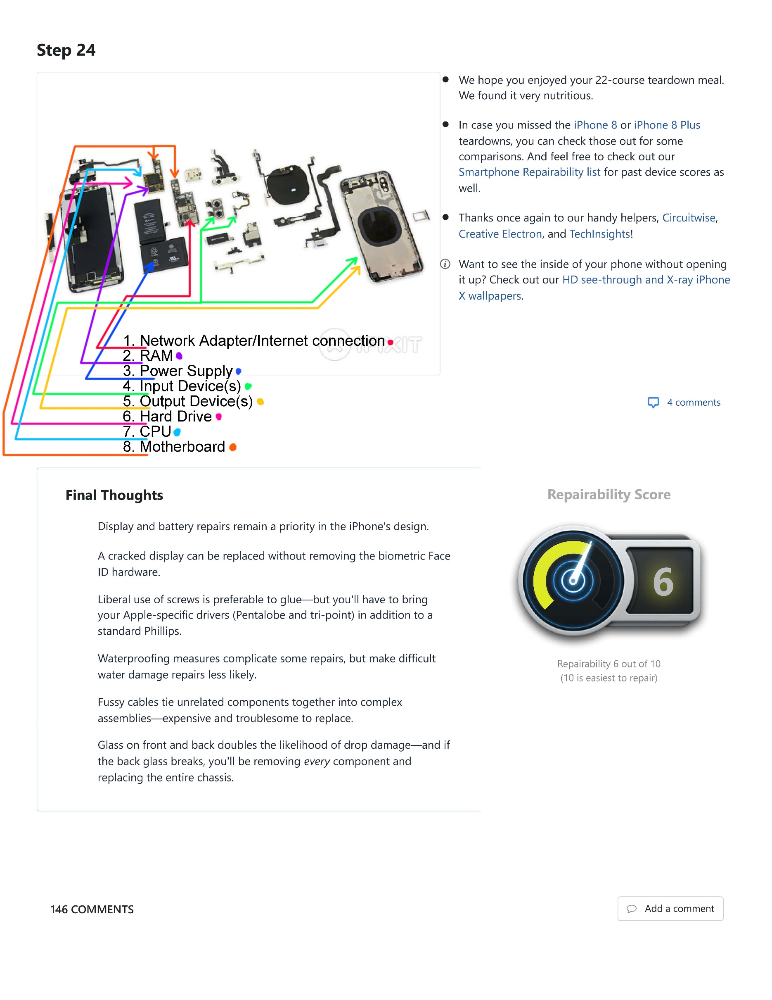 Step 24
We hope you enjoyed your 22-course teardown meal.
We found it very nutritious.
In case you missed the iPhone 8 or iPhone 8 Plus
teardowns, you can check those out for some
comparisons. And feel free to check out our
Smartphone Repairability list for past device scores as
well.
Thanks once again to our handy helpers, Circuitwise,
Creative Electron, and TechInsights!
Want to see the inside of your phone without opening
it up? Check out our HD see-through and X-ray iPhone
X wallpapers.
IFIXIT
1. Network Adapter/Internet connection
2. RAM
3. Power Supply
4. Input Device(s)
5. Output Device(s)
6. Hard Drive
7. CPU
8. Motherboard
4 comments
Final Thoughts
Display and battery repairs remain a priority in the iPhone's design.
A cracked display can be replaced without removing the biometric Face
ID hardware.
Liberal use of screws is preferable to glue—but you'll have to bring
your Apple-specific drivers (Pentalobe and tri-point) in addition to a
standard Phillips.
Waterproofing measures complicate some repairs, but make difficult
water damage repairs less likely.
Fussy cables tie unrelated components together into complex
assemblies—expensive and troublesome to replace.
Glass on front and back doubles the likelihood of drop damage—and if
the back glass breaks, you'll be removing every component and
replacing the entire chassis.
Repairability Score
6
Repairability 6 out of 10
(10 is easiest to repair)
146 COMMENTS
Add a comment